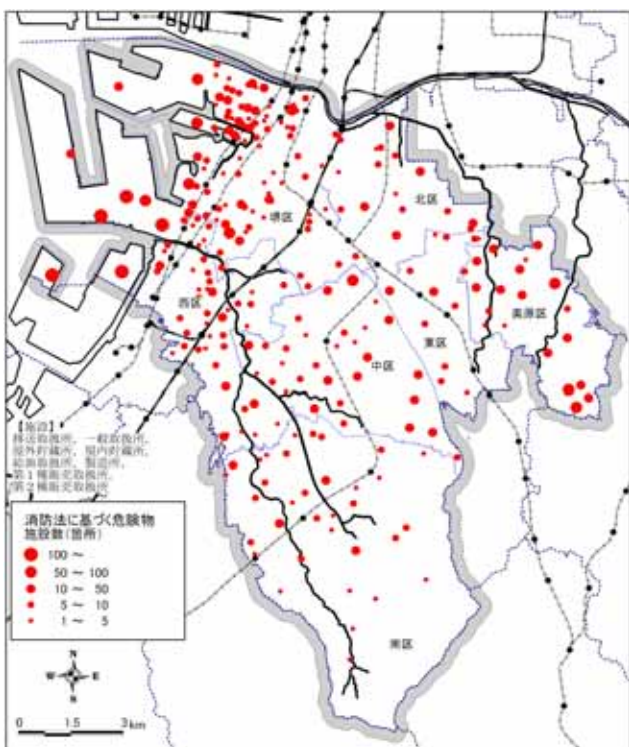 堺区
北区
西区
美原区
東区
中区
【施設】
移送取扱所、一般取扱所、
屋外貯蔵所、屋内貯蔵所、
給油取扱所、製造所、
第1種販売取扱所、
第2種販売取扱所
消防法に基づく危険物
施設数(箇所)
100 ～
50 ～ 100
10 ～ 50
5 ～ 10
1 ～ 5
南区
N
W E
S
0 1.5 3 km